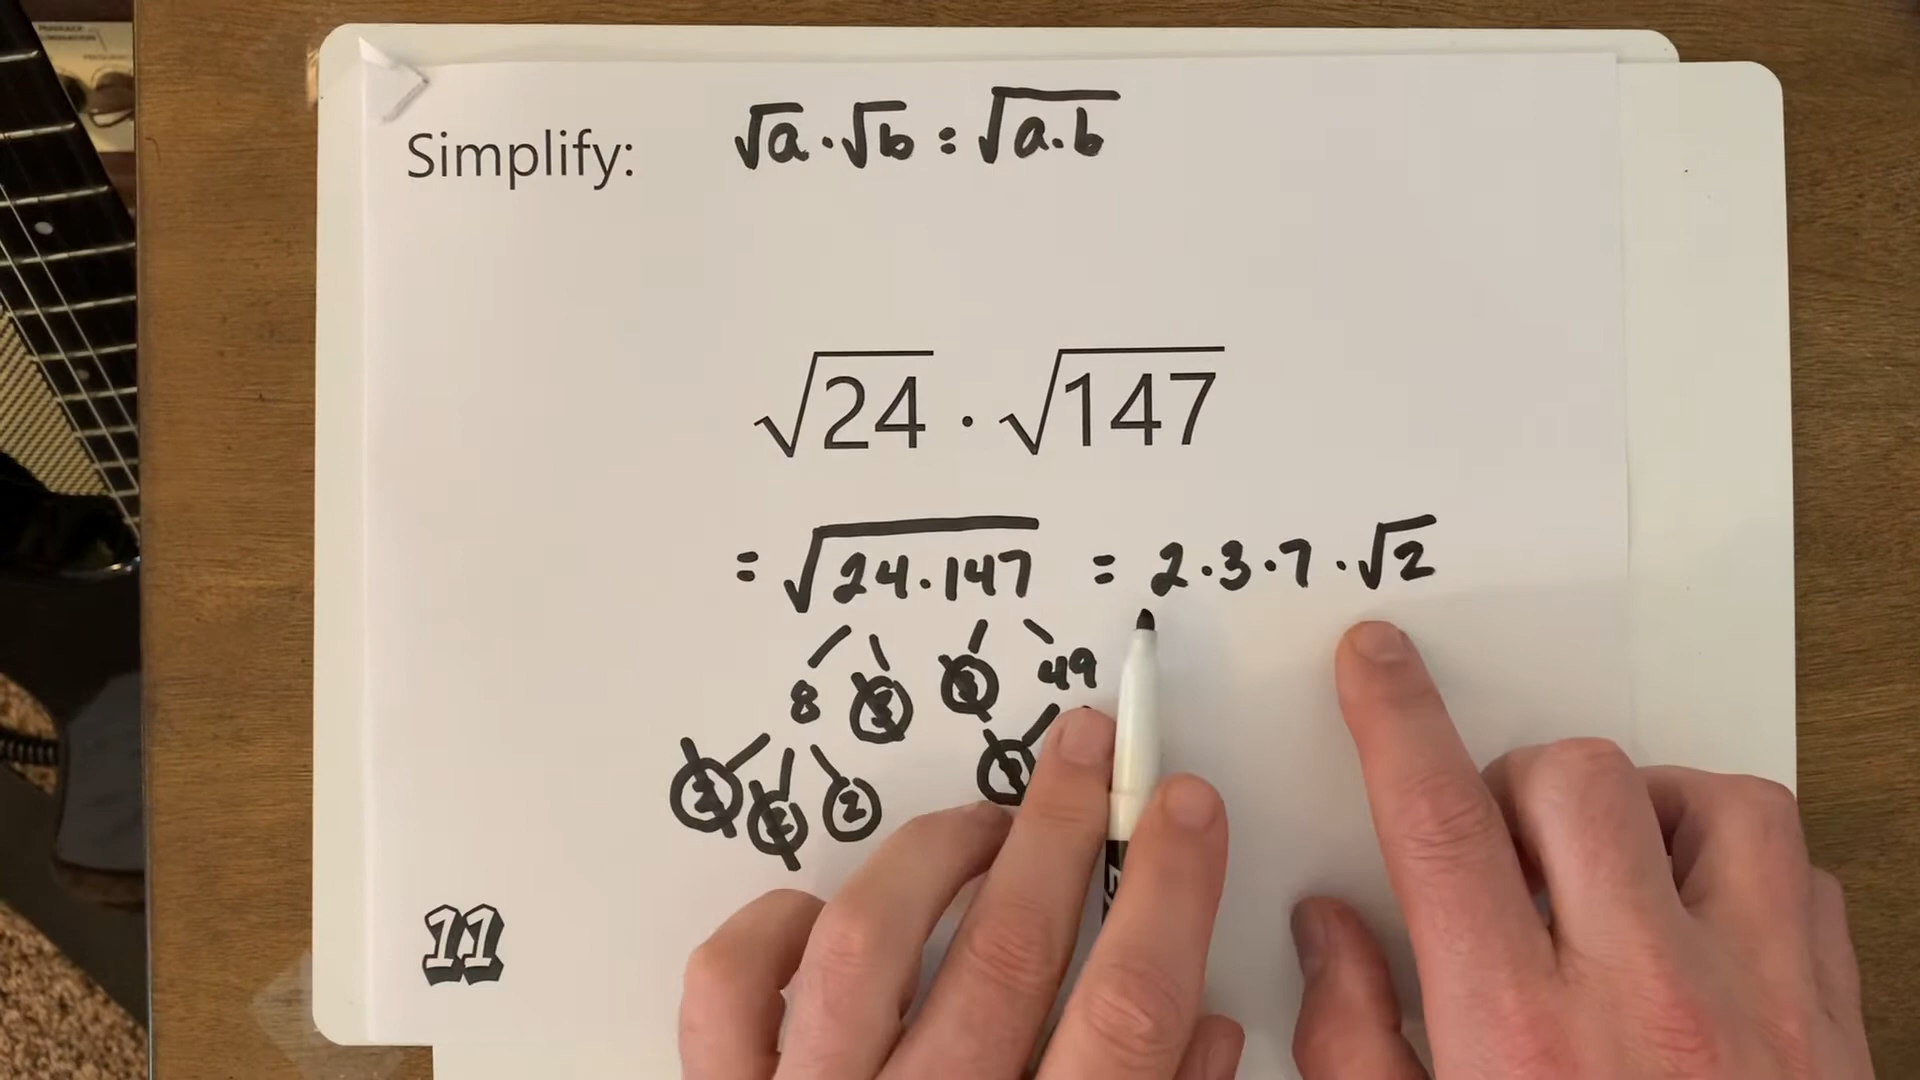 Simplify: √a · √b = √a·b
√24 · √147
= √24·147 = 2·3·7·√2
8 3 3 49
2 2 2 7
11